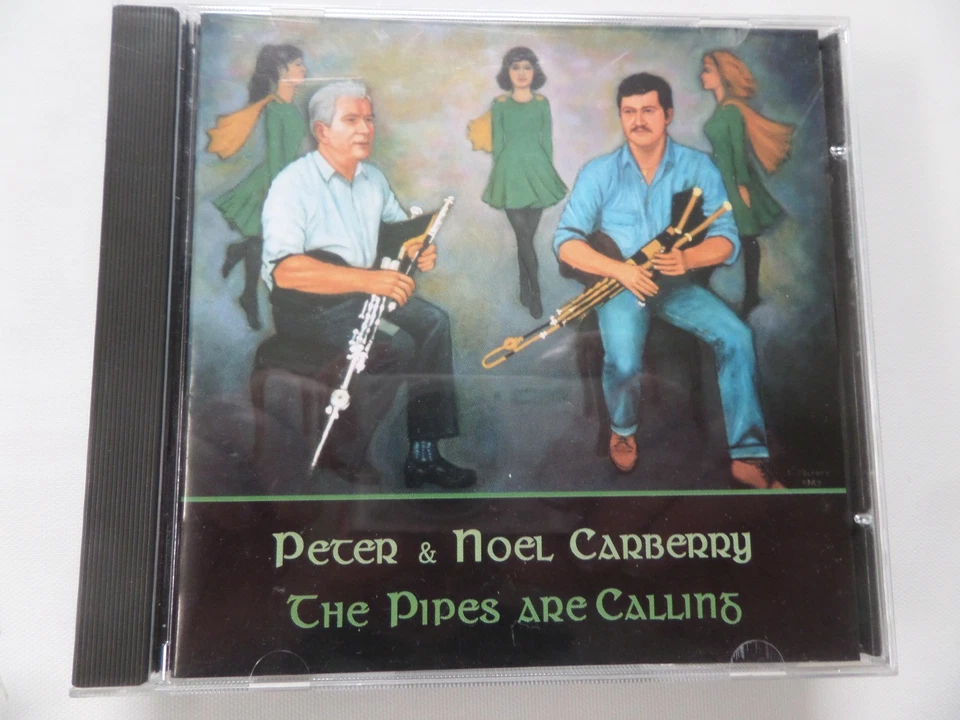 Peter & Noel Carberry
The Pipes are Calling